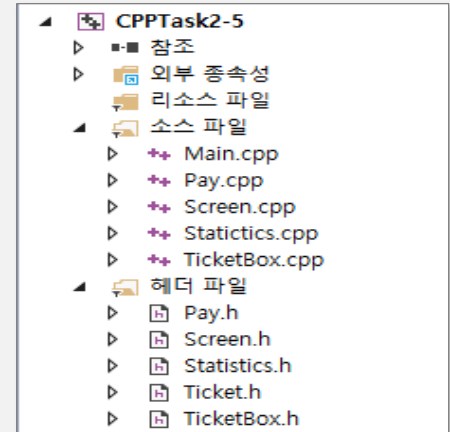 CPPTask2-5
참조
외부 종속성
리소스 파일
소스 파일
Main.cpp
Pay.cpp
Screen.cpp
Statictics.cpp
TicketBox.cpp
헤더 파일
Pay.h
Screen.h
Statistics.h
Ticket.h
TicketBox.h